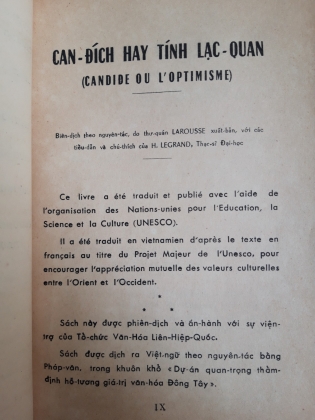 CAN-ĐÍCH HAY TÍNH LẠC-QUAN
(CANDIDE OU L'OPTIMISME)
Biên-dịch theo nguyên-tác, do thư-quán LAROUSSE xuất-bản, với các
tiểu-dẫn và chú-thích của H. LEGRAND, Thạc-sĩ Đại-học
Ce livre a été traduit et publié avec l'aide de
l'organisation des Nations-unies pour l'Education, la
Science et la Culture (UNESCO).
Il a été traduit en vietnamien d'après le texte en
français au titre du Projet Majeur de l'Unesco, pour
encourager l'appréciation mutuelle des valeurs culturelles
entre l'Orient et l'Occident.
*
* *
Sách này được phiên-dịch và ấn-hành với sự viện-
trợ của Tổ-chức Văn-Hóa Liên-Hiệp-Quốc.
Sách được dịch ra Việt-ngữ theo nguyên-tác bằng
Pháp-văn, trong khuôn khổ «Dự-án quan-trọng thẩm-
định hỗ-tương giá-trị văn-hóa Đông Tây».
IX